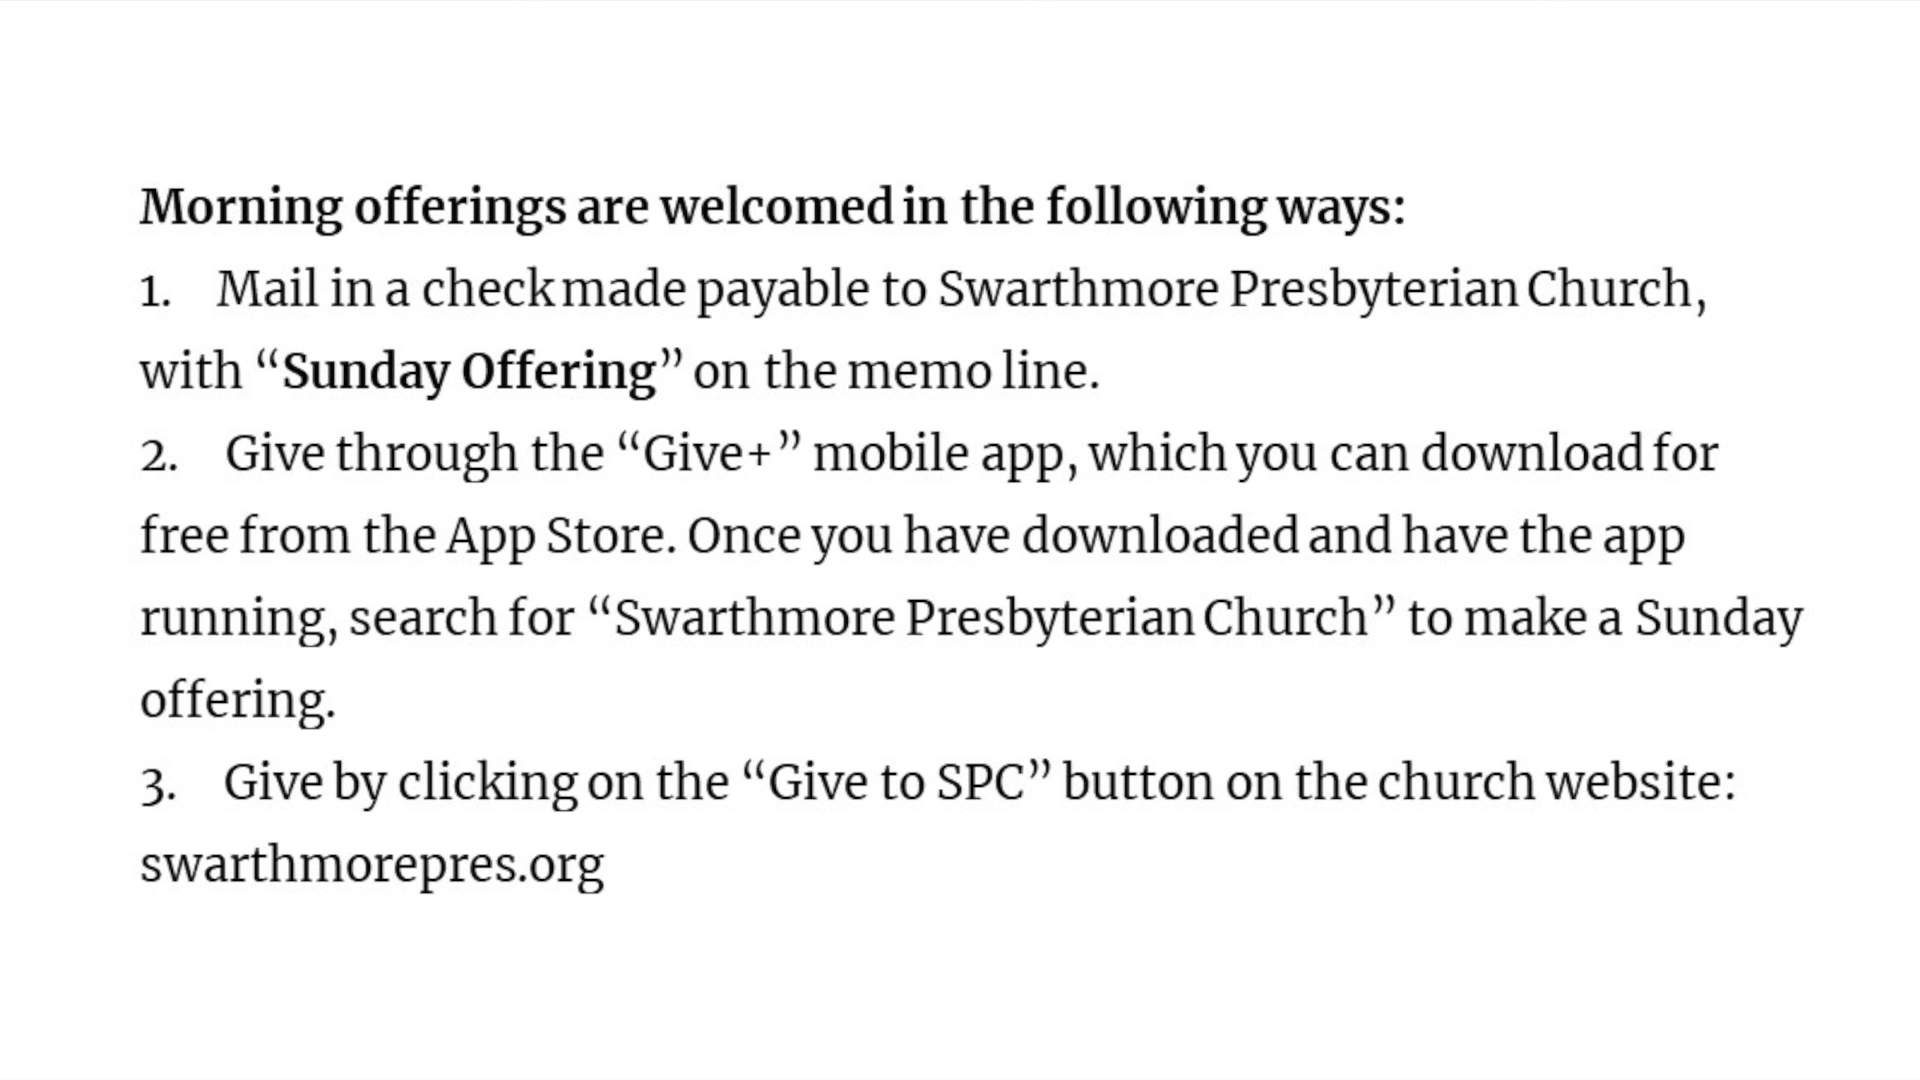 Morning offerings are welcomed in the following ways:
1. Mail in a check made payable to Swarthmore Presbyterian Church,
with “Sunday Offering” on the memo line.
2. Give through the “Give+” mobile app, which you can download for
free from the App Store. Once you have downloaded and have the app
running, search for “Swarthmore Presbyterian Church” to make a Sunday
offering.
3. Give by clicking on the “Give to SPC” button on the church website:
swarthmorepres.org